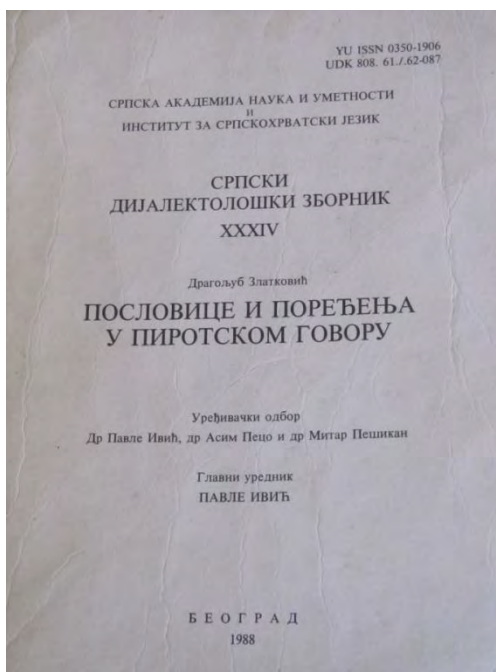 YU ISSN 0350-1906
UDK 808. 61./.62-087
СРПСКА АКАДЕМИЈА НАУКА И УМЕТНОСТИ
И
ИНСТИТУТ ЗА СРПСКОХРВАТСКИ ЈЕЗИК
СРПСКИ
ДИЈАЛЕКТОЛОШКИ ЗБОРНИК
XXXIV
Драгољуб Златковић
ПОСЛОВИЦЕ И ПОРЕЂЕЊА
У ПИРОТСКОМ ГОВОРУ
Уређивачки одбор
Др Павле Ивић, др Асим Пецо и др Митар Пешикан
Главни уредник
ПАВЛЕ ИВИЋ
БЕОГРАД
1988